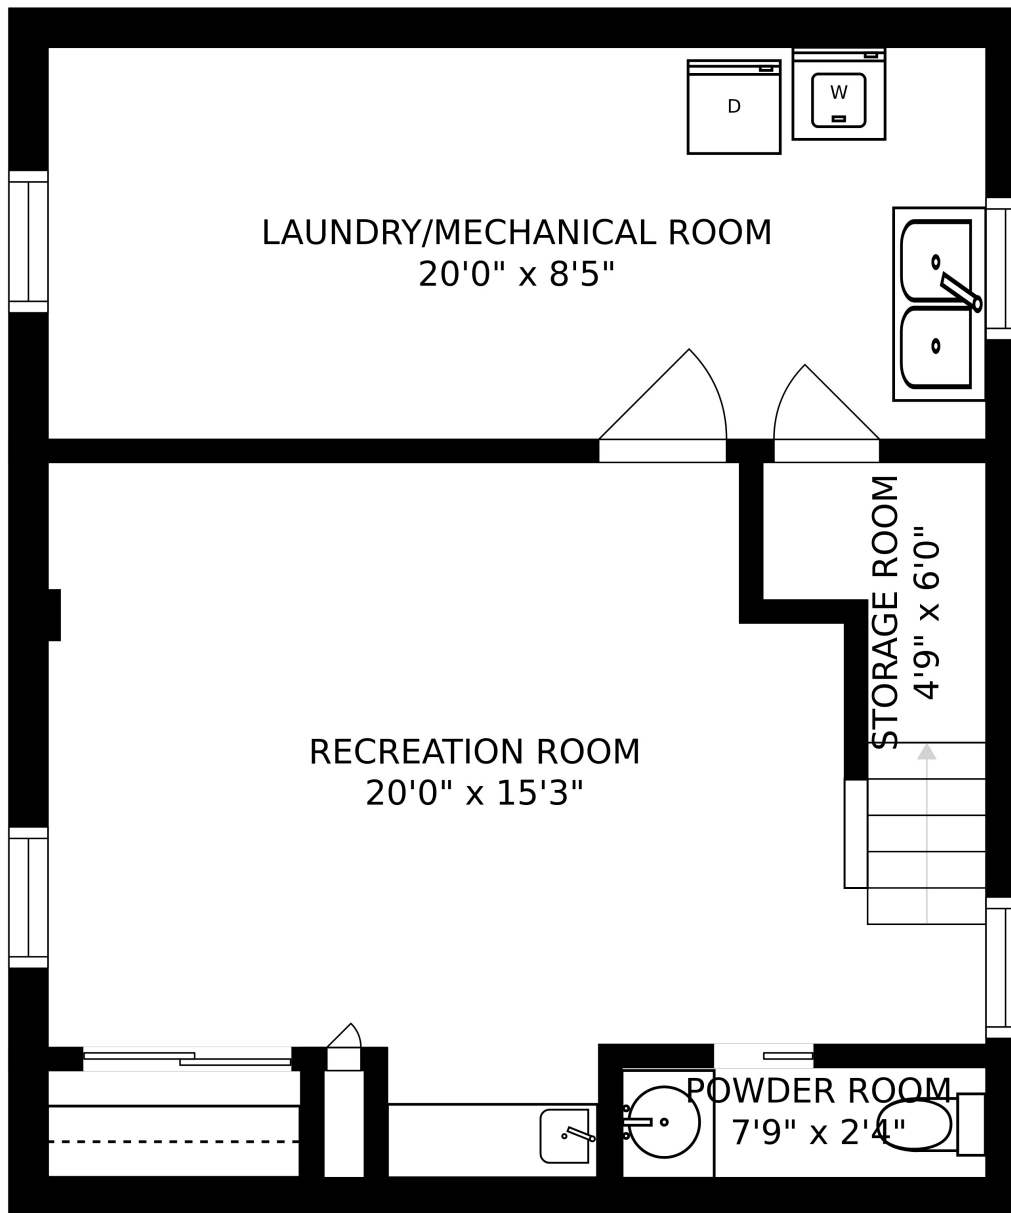 D
W
LAUNDRY/MECHANICAL ROOM
20'0" x 8'5"
STORAGE ROOM
4'9" x 6'0"
RECREATION ROOM
20'0" x 15'3"
POWDER ROOM
7'9" x 2'4"